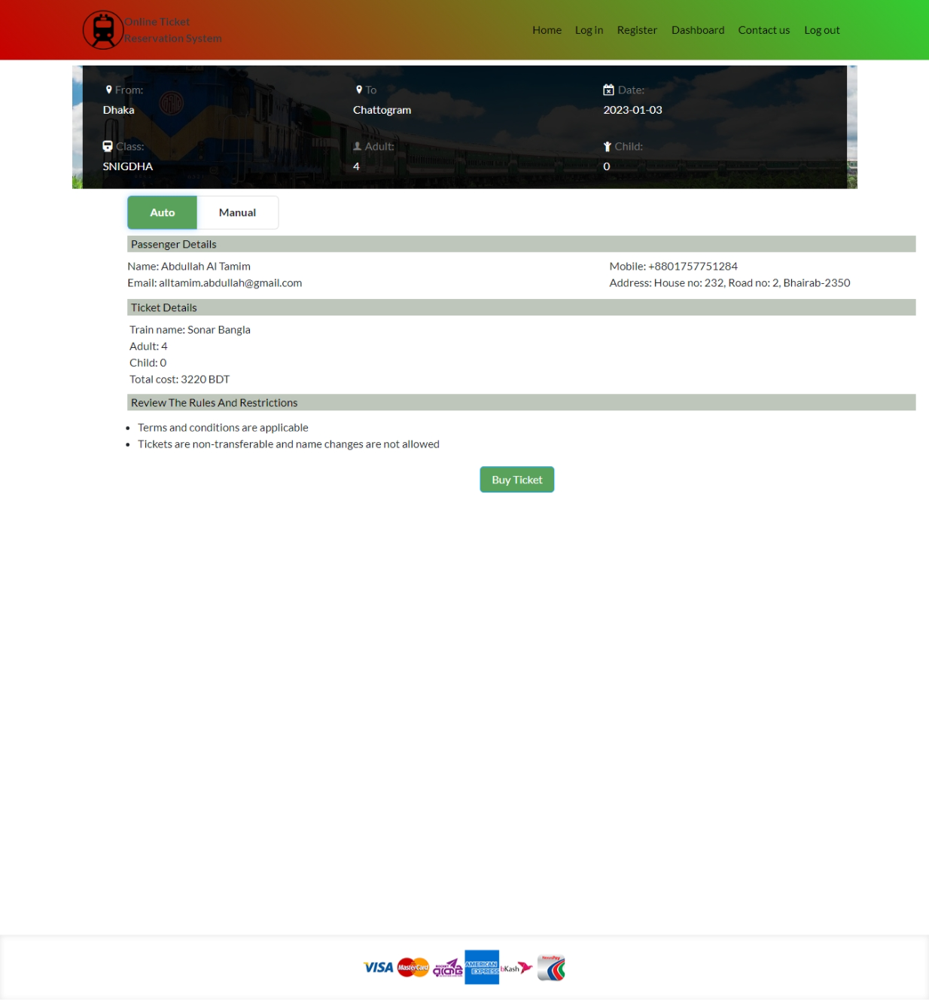 Online Ticket
Reservation System
Home Log in Register Dashboard Contact us Log out
From:
Dhaka
To
Chattogram
Date:
2023-01-03
Class:
SNIGDHA
Adult:
4
Child:
0
Auto Manual
Passenger Details
Name: Abdullah Al Tamim
Mobile: +8801757751284
Email: alltamim.abdullah@gmail.com
Address: House no: 232, Road no: 2, Bhairab-2350
Ticket Details
Train name: Sonar Bangla
Adult: 4
Child: 0
Total cost: 3220 BDT
Review The Rules And Restrictions
Terms and conditions are applicable
Tickets are non-transferable and name changes are not allowed
Buy Ticket
VISA MasterCard ROCKET AMERICAN EXPRESS bKash NexusPay